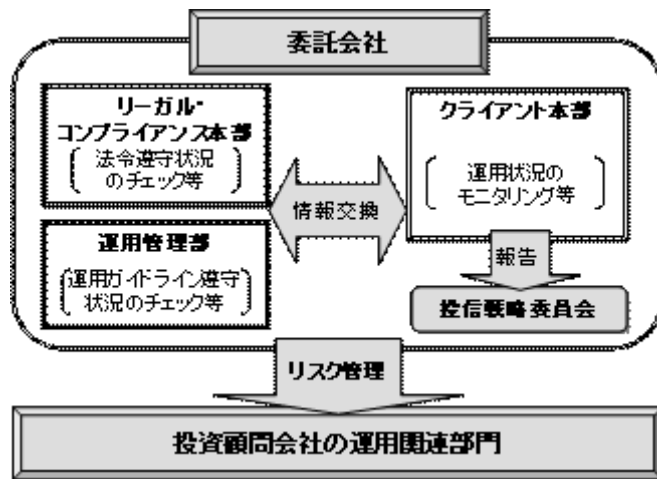 委託会社
リーガル・
コンプライアンス本部
法令遵守状況
のチェック等
運用管理部
運用ガイドライン遵守
状況のチェック等
情報交換
クライアント本部
運用状況の
モニタリング等
報告
投信戦略委員会
リスク管理
投資顧問会社の運用関連部門